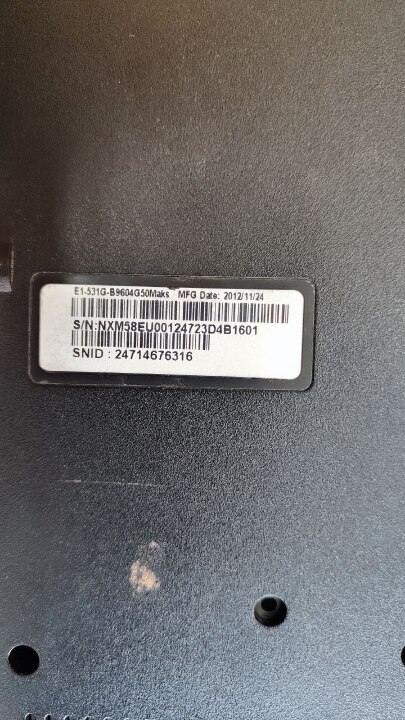 E1-531G-B9604G50Maks MFG Date: 2012/11/24
S/N:NXM58EU00124723D4B1601
SNID : 24714676316